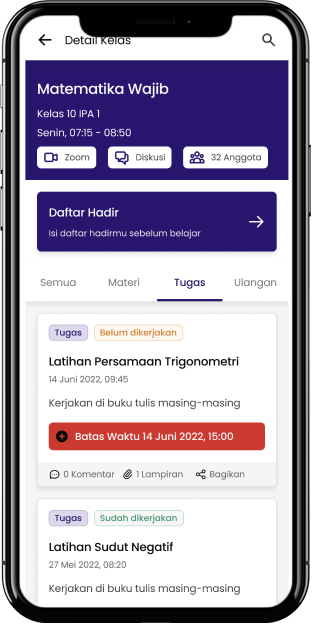 Detail Kelas
Matematika Wajib
Kelas 10 IPA 1
Senin, 07:15 - 08:50
Zoom Diskusi 32 Anggota
Daftar Hadir
Isi daftar hadirmu sebelum belajar
Semua Materi Tugas Ulangan
Tugas Belum dikerjakan
Latihan Persamaan Trigonometri
14 Juni 2022, 09:45
Kerjakan di buku tulis masing-masing
Batas Waktu 14 Juni 2022, 15:00
0 Komentar 1 Lampiran Bagikan
Tugas Sudah dikerjakan
Latihan Sudut Negatif
27 Mei 2022, 08:20
Kerjakan di buku tulis masing-masing